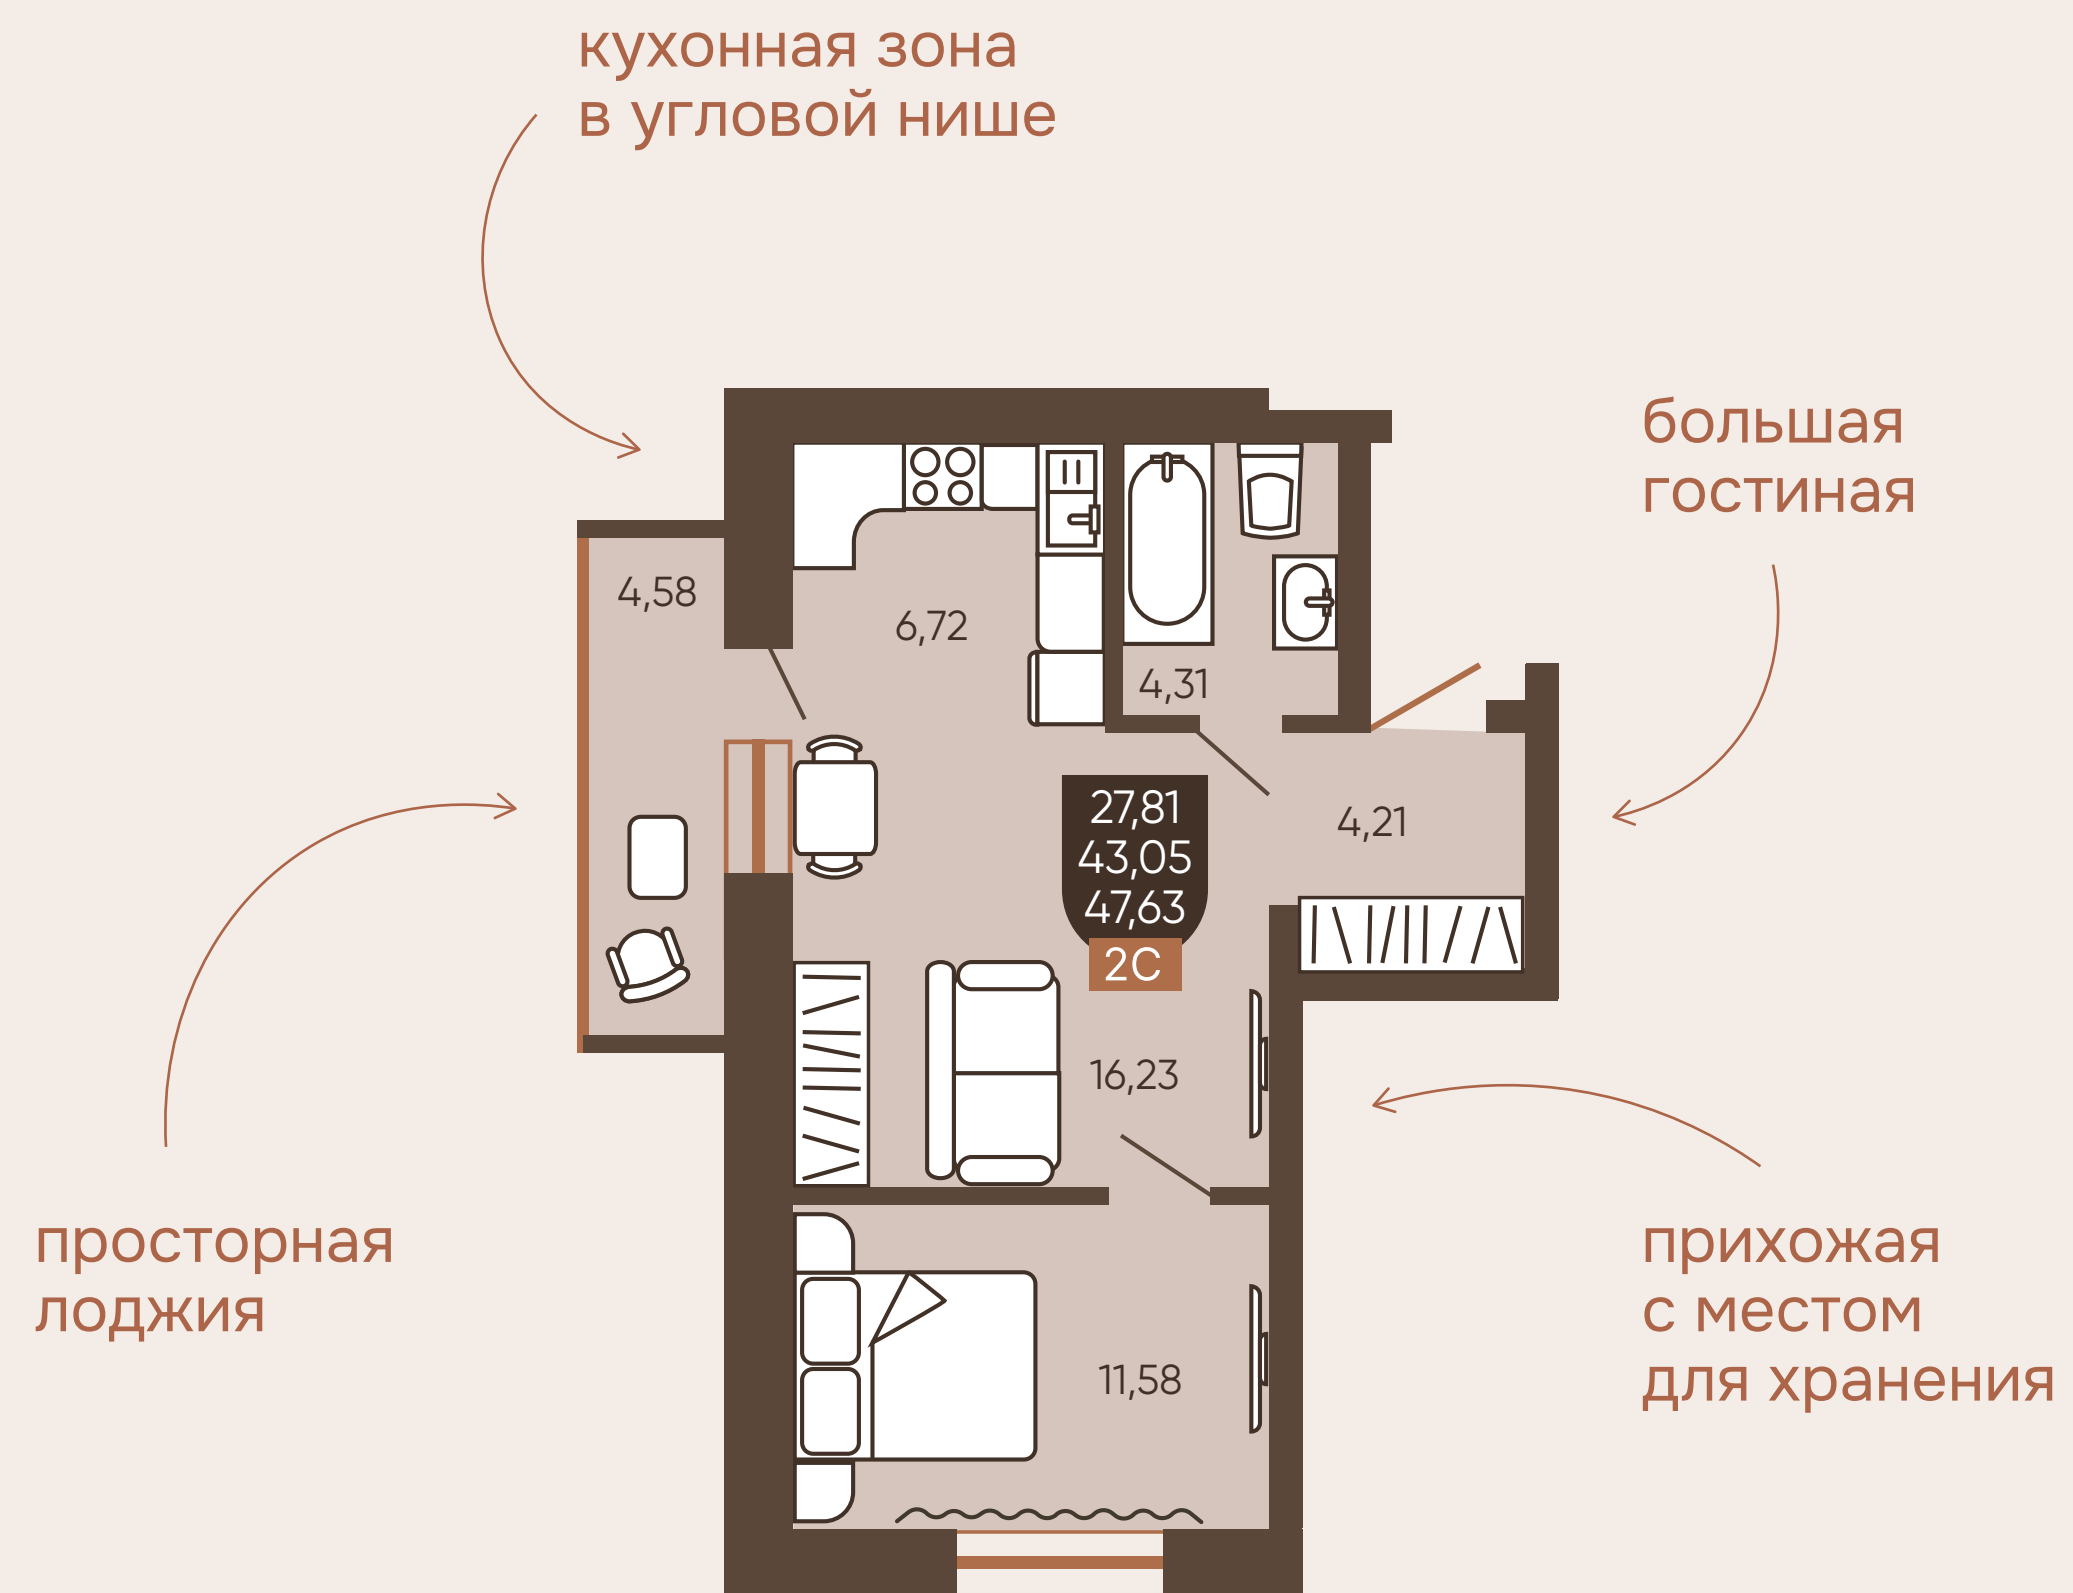 кухонная зона
в угловой нише
большая
гостиная
4,58
6,72
4,31
27,81
43,05
47,63
2С
4,21
16,23
просторная
лоджия
прихожая
с местом
для хранения
11,58